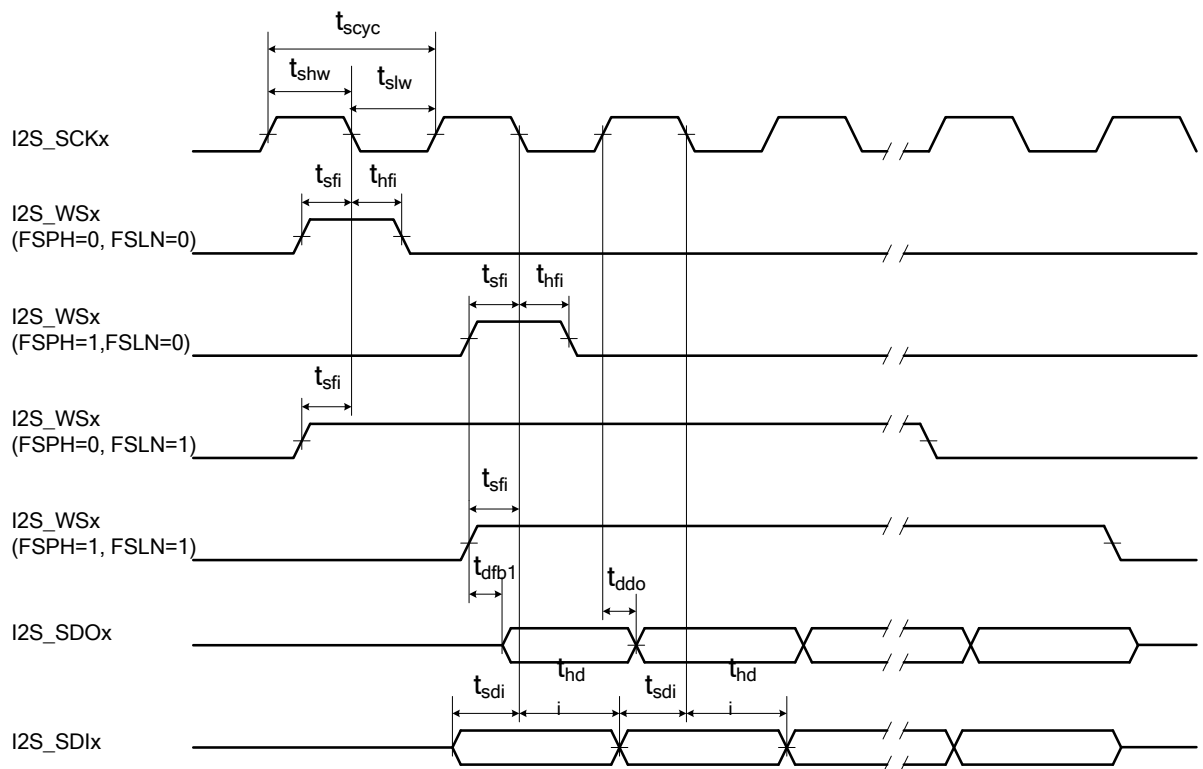 tscyc
tshw tslw
I2S_SCKx
tsfi thfi
I2S_WSx
(FSPH=0, FSLN=0)
tsfi thfi
I2S_WSx
(FSPH=1,FSLN=0)
tsfi
I2S_WSx
(FSPH=0, FSLN=1)
tsfi
I2S_WSx
(FSPH=1, FSLN=1)
tdfb1 tddo
I2S_SDOx
thd thd
tsdi i tsdi i
I2S_SDIx